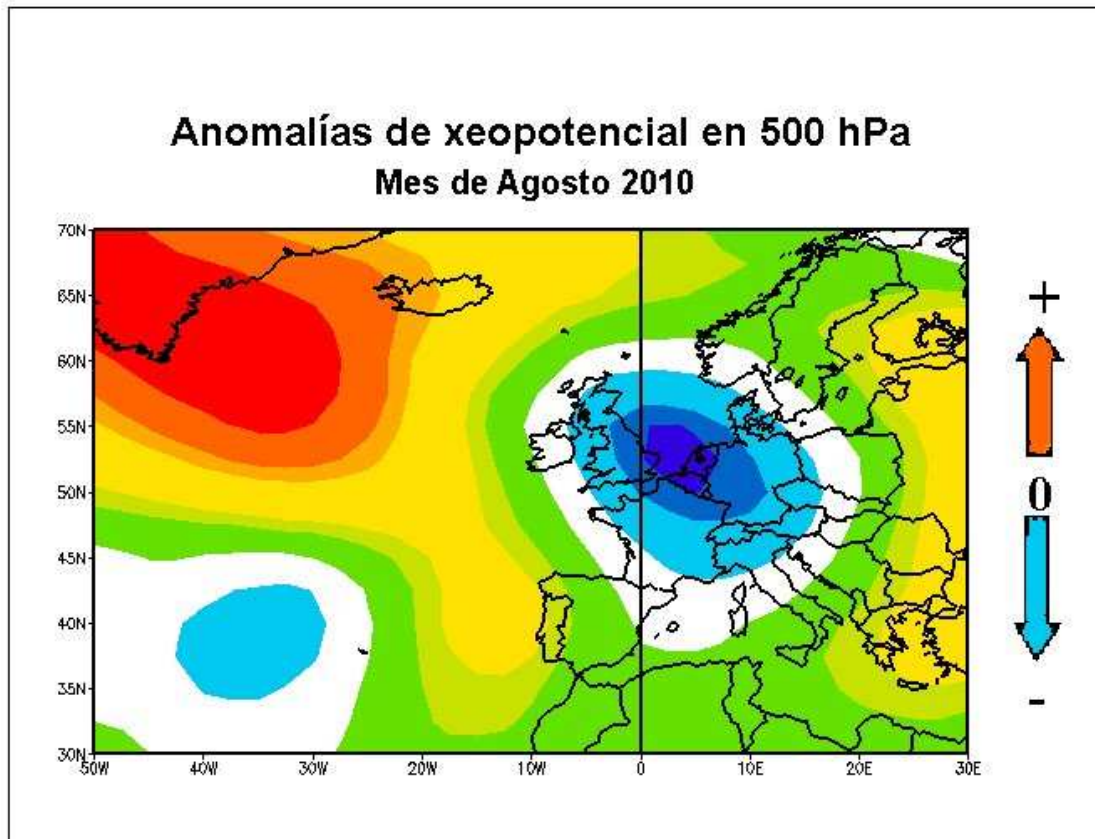 Anomalías de xeopotencial en 500 hPa
Mes de Agosto 2010
70N
65N
60N
55N
50N
45N
40N
35N
30N
50W 40W 30W 20W 10W 0 10E 20E 30E
+
0
-